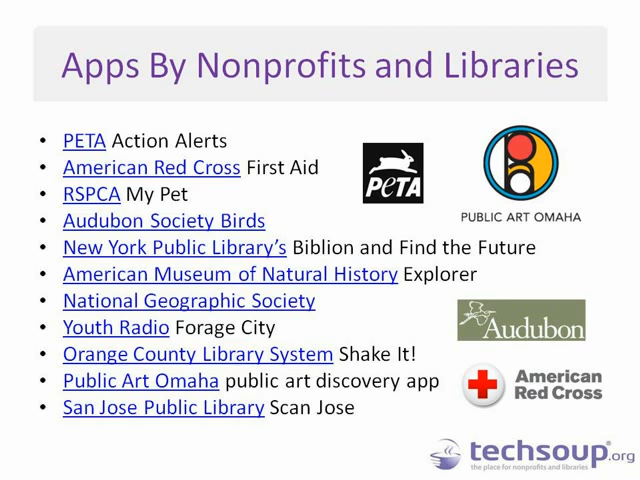 Apps By Nonprofits and Libraries
• PETA Action Alerts
• American Red Cross First Aid
• RSPCA My Pet
• Audubon Society Birds
• New York Public Library's Biblion and Find the Future
• American Museum of Natural History Explorer
• National Geographic Society
• Youth Radio Forage City
• Orange County Library System Shake It!
• Public Art Omaha public art discovery app
• San Jose Public Library Scan Jose
PeTA
PUBLIC ART OMAHA
Audubon
American
Red Cross
techsoup®.org
the place for nonprofits and libraries